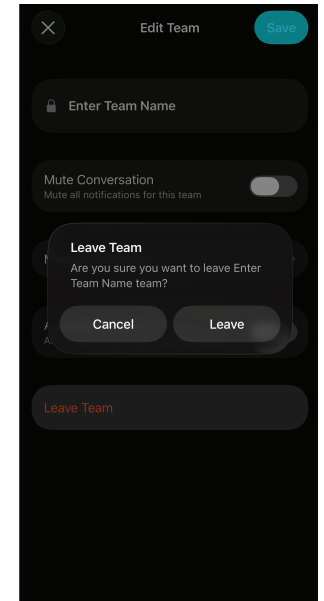 Edit Team
Save
Enter Team Name
Mute Conversation
Mute all notifications for this team
Leave Team
Are you sure you want to leave Enter
Team Name team?
Cancel
Leave
Leave Team